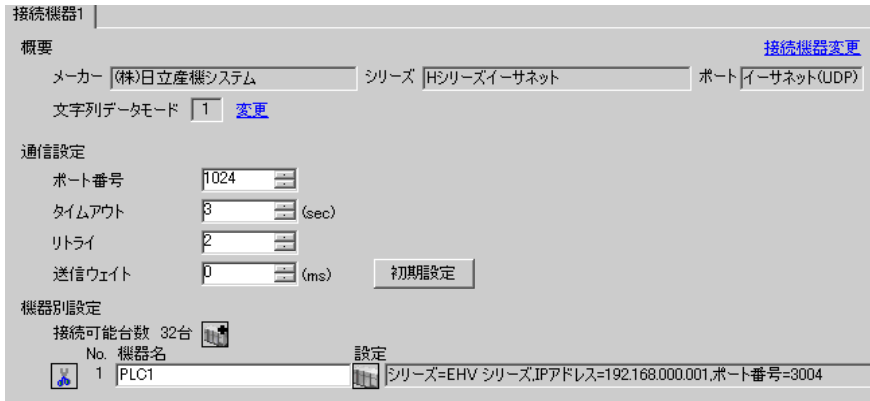 接続機器1
概要 接続機器変更
メーカー (株)日立産機システム シリーズ Hシリーズイーサネット ポート イーサネット(UDP)
文字列データモード 1 変更
通信設定
ポート番号 1024
タイムアウト 3 (sec)
リトライ 2
送信ウェイト 0 (ms) 初期設定
機器別設定
接続可能台数 32台
No. 機器名 設定
1 PLC1 シリーズ=EHV シリーズ,IPアドレス=192.168.000.001,ポート番号=3004